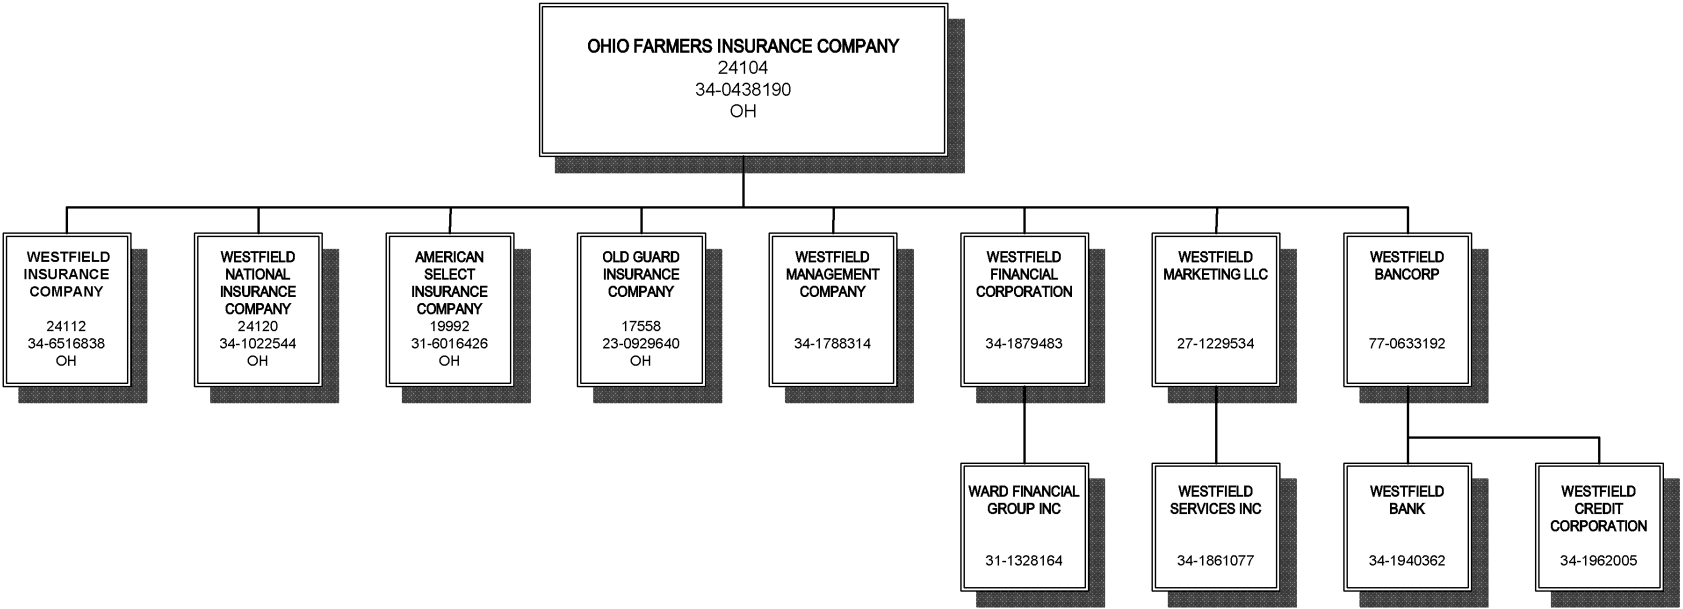 OHIO FARMERS INSURANCE COMPANY
24104
34-0438190
OH
WESTFIELD
INSURANCE
COMPANY
24112
34-6516838
OH
WESTFIELD
NATIONAL
INSURANCE
COMPANY
24120
34-1022544
OH
AMERICAN
SELECT
INSURANCE
COMPANY
19992
31-6016426
OH
OLD GUARD
INSURANCE
COMPANY
17558
23-0929640
OH
WESTFIELD
MANAGEMENT
COMPANY
34-1788314
WESTFIELD
FINANCIAL
CORPORATION
34-1879483
WESTFIELD
MARKETING LLC
27-1229534
WESTFIELD
BANCORP
77-0633192
WARD FINANCIAL
GROUP INC
31-1328164
WESTFIELD
SERVICES INC
34-1861077
WESTFIELD
BANK
34-1940362
WESTFIELD
CREDIT
CORPORATION
34-1962005